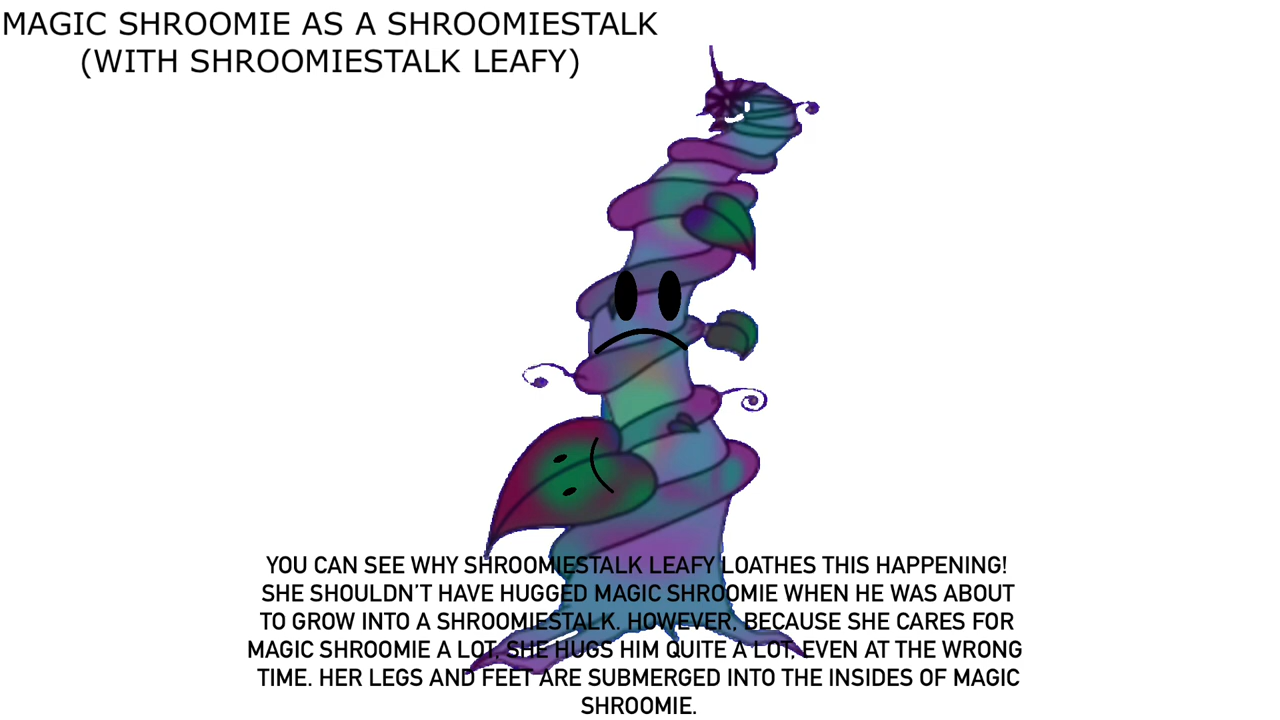 MAGIC SHROOMIE AS A SHROOMIESTALK
(WITH SHROOMIESTALK LEAFY)
YOU CAN SEE WHY SHROOMIESTALK LEAFY LOATHES THIS HAPPENING!
SHE SHOULDN'T HAVE HUGGED MAGIC SHROOMIE WHEN HE WAS ABOUT
TO GROW INTO A SHROOMIESTALK. HOWEVER, BECAUSE SHE CARES FOR
MAGIC SHROOMIE A LOT, SHE HUGS HIM QUITE A LOT, EVEN AT THE WRONG
TIME. HER LEGS AND FEET ARE SUBMERGED INTO THE INSIDES OF MAGIC
SHROOMIE.